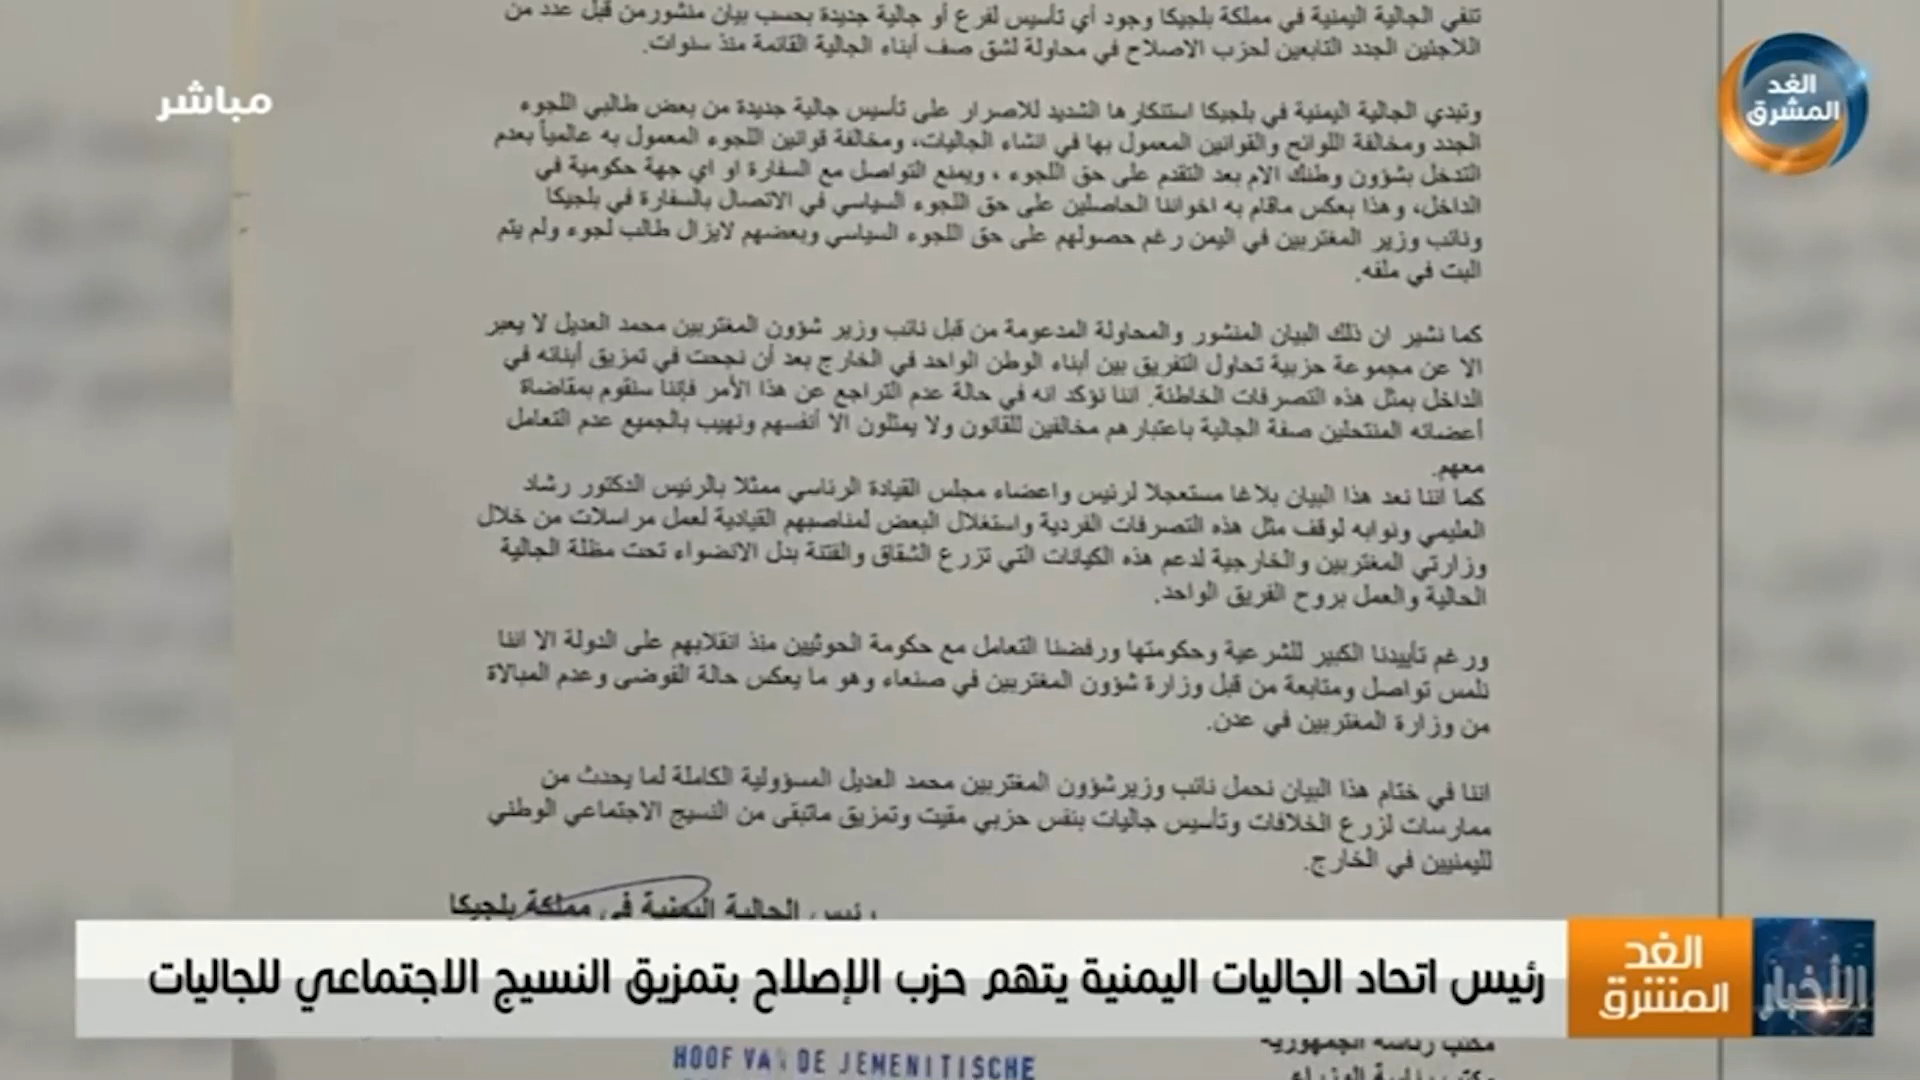 تنفي الجالية اليمنية في مملكة بلجيكا وجود أي تأسيس لفرع أو جالية جديدة بحسب بيان منشورمن قبل عدد من
اللاجئين الجدد التابعين لحزب الاصلاح في محاولة لشق صف أبناء الجالية القائمة منذ سنوات.
مباشر
الغد
المشرق
وتبدي الجالية اليمنية في بلجيكا استنكارها الشديد للاصرار على تأسيس جالية جديدة من بعض طالبي اللجوء
الجدد ومخالفة اللوائح والقوانين المعمول بها في انشاء الجاليات، ومخالفة قوانين اللجوء المعمول به عالمياً بعدم
التدخل بشؤون وطنك الام بعد التقدم على حق اللجوء ، ويمنع التواصل مع السفارة او اي جهة حكومية في
الداخل، وهذا بعكس ماقام به اخواننا الحاصلين على حق اللجوء السياسي في الاتصال بالسفارة في بلجيكا
ونائب وزير المغتربين في اليمن رغم حصولهم على حق اللجوء السياسي وبعضهم لايزال طالب لجوء ولم يتم
البت في ملفه.
كما نشير ان ذلك البيان المنشور والمحاولة المدعومة من قبل نائب وزير شؤون المغتربين محمد العديل لا يعبر
الا عن مجموعة حزبية تحاول التفريق بين أبناء الوطن الواحد في الخارج بعد أن نجحت في تمزيق أبنائه في
الداخل بمثل هذه التصرفات الخاطئة. اننا نؤكد انه في حالة عدم التراجع عن هذا الأمر فإننا سنقوم بمقاضاة
أعضائه المنتحلين صفة الجالية باعتبارهم مخالفين للقانون ولا يمثلون الا أنفسهم ونهيب بالجميع عدم التعامل
معهم.
كما اننا نعد هذا البيان بلاغا مستعجلا لرئيس واعضاء مجلس القيادة الرئاسي ممثلا بالرئيس الدكتور رشاد
العليمي ونوابه لوقف مثل هذه التصرفات الفردية واستغلال البعض لمناصبهم القيادية لعمل مراسلات من خلال
وزارتي المغتربين والخارجية لدعم هذه الكيانات التي تزرع الشقاق والفتنة بدل الانضواء تحت مظلة الجالية
الحالية والعمل بروح الفريق الواحد.
ورغم تأييدنا الكبير للشرعية وحكومتها ورفضنا التعامل مع حكومة الحوثيين منذ انقلابهم على الدولة الا اننا
نلمس تواصل ومتابعة من قبل وزارة شؤون المغتربين في صنعاء وهو ما يعكس حالة الفوضى وعدم المبالاة
من وزارة المغتربين في عدن.
اننا في ختام هذا البيان نحمل نائب وزيرشؤون المغتربين محمد العديل المسؤولية الكاملة لما يحدث من
ممارسات لزرع الخلافات وتأسيس جاليات بنفس حزبي مقيت وتمزيق ماتبقى من النسيج الاجتماعي الوطني
لليمنيين في الخارج.
رئيس الجالية اليمنية في مملكة بلجيكا
رئيس اتحاد الجاليات اليمنية يتهم حزب الإصلاح بتمزيق النسيج الاجتماعي للجاليات
الغد
المشرق
الأخبار
مكتب رئاسة الجمهورية
مكتب رئاسة الوزراء
HOOF VAN DE JEMENITISCHE